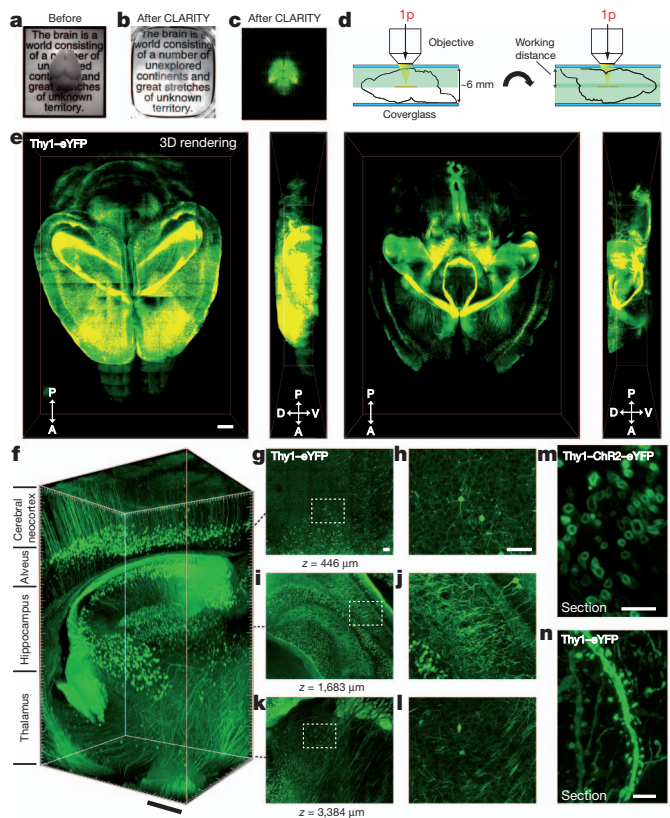 a
Before
The brain is a
world consisting
of a number of
unexplored
continents and
great stretches
of unknown
territory.
b
After CLARITY
The brain is a
world consisting
of a number of
unexplored
continents and
great stretches
of unknown
territory.
c
After CLARITY
d
1p
Objective
~6 mm
Coverglass
Working
distance
1p
e
Thy1–eYFP
3D rendering
P
A
P
D V
A
P
A
P
D V
A
f
Cerebral
neocortex
Alveus
Hippocampus
Thalamus
g
Thy1–eYFP
z = 446 μm
h
i
z = 1,683 μm
j
k
z = 3,384 μm
l
m
Thy1–ChR2–eYFP
Section
n
Thy1–eYFP
Section